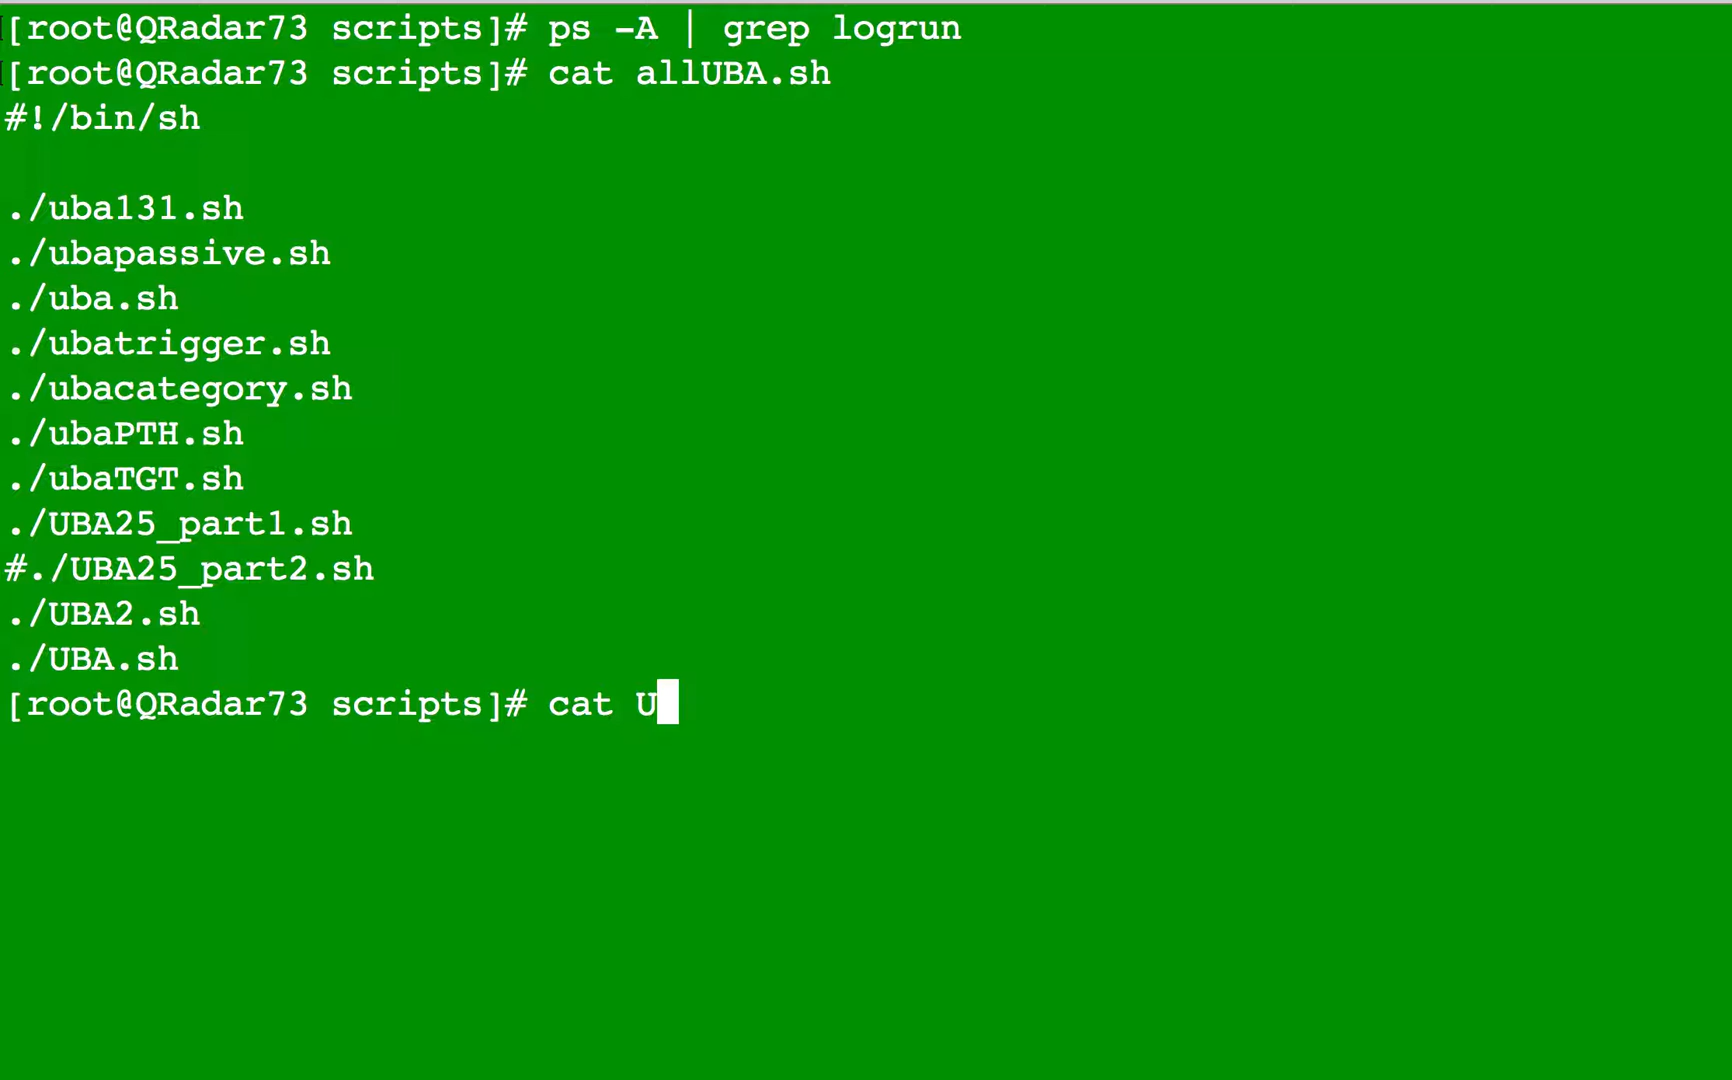 [root@QRadar73 scripts]# ps -A | grep logrun
[root@QRadar73 scripts]# cat allUBA.sh
#!/bin/sh
./uba131.sh
./ubapassive.sh
./uba.sh
./ubatrigger.sh
./ubacategory.sh
./ubaPTH.sh
./ubaTGT.sh
./UBA25_part1.sh
#./UBA25_part2.sh
./UBA2.sh
./UBA.sh
[root@QRadar73 scripts]# cat U